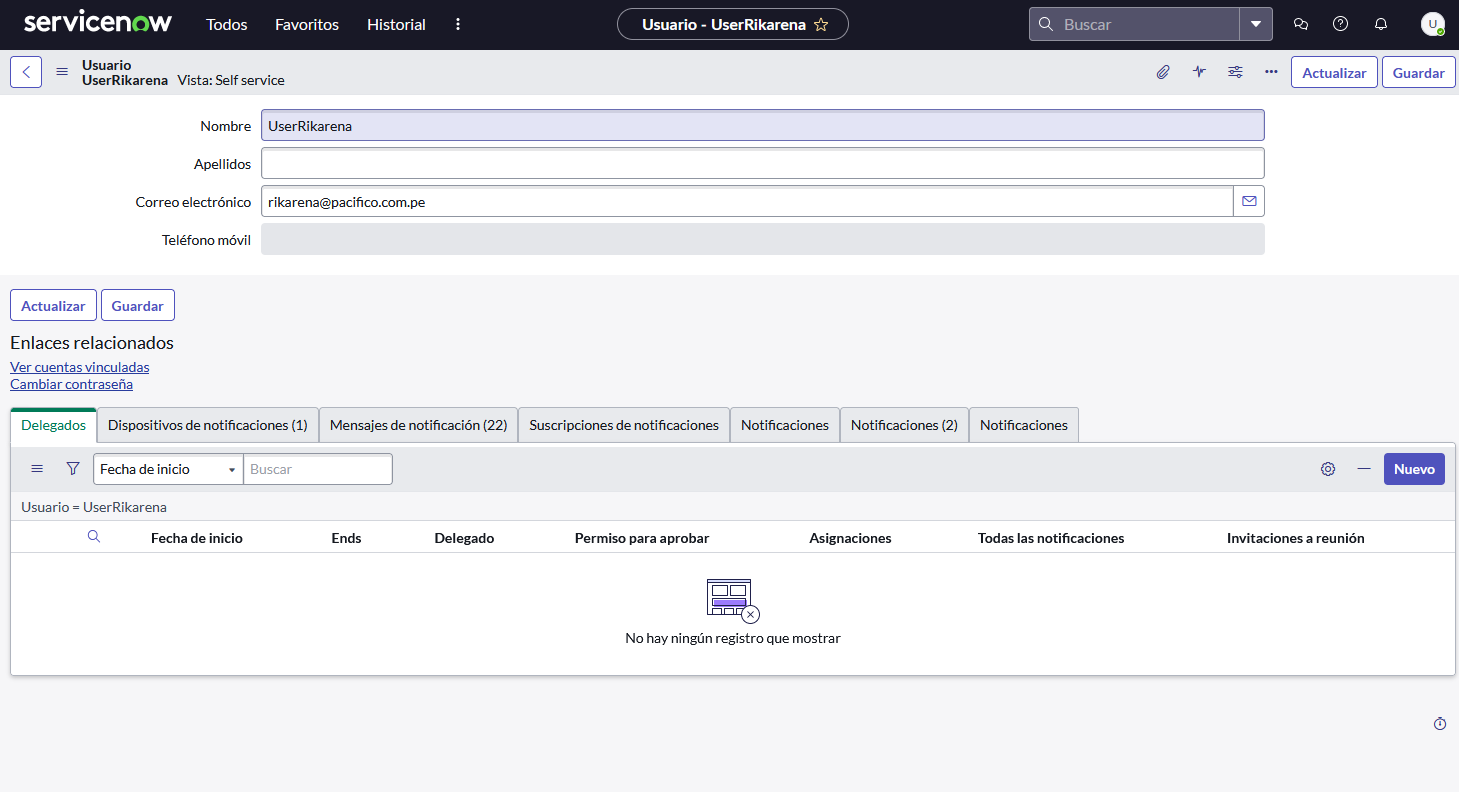 servicenow Todos Favoritos Historial Usuario - UserRikarena Buscar U
Usuario
UserRikarena Vista: Self service Actualizar Guardar
Nombre UserRikarena
Apellidos
Correo electrónico rikarena@pacifico.com.pe
Teléfono móvil
Actualizar Guardar
Enlaces relacionados
Ver cuentas vinculadas
Cambiar contraseña
Delegados Dispositivos de notificaciones (1) Mensajes de notificación (22) Suscripciones de notificaciones Notificaciones Notificaciones (2) Notificaciones
Fecha de inicio Buscar Nuevo
Usuario = UserRikarena
Fecha de inicio Ends Delegado Permiso para aprobar Asignaciones Todas las notificaciones Invitaciones a reunión
No hay ningún registro que mostrar